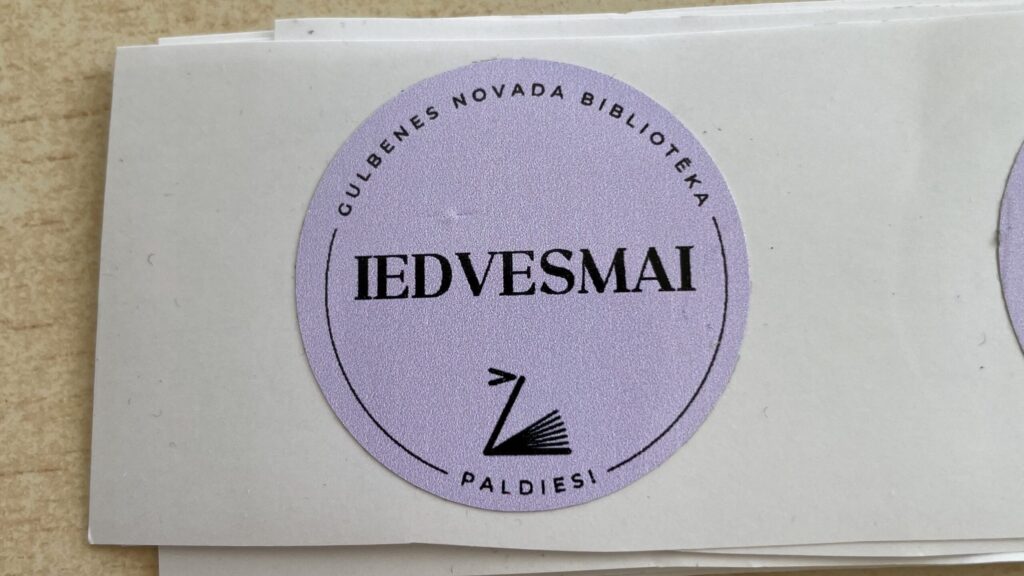 GULBENES NOVADA BIBLIOTĒKA
IEDVESMAI
PALDIES!